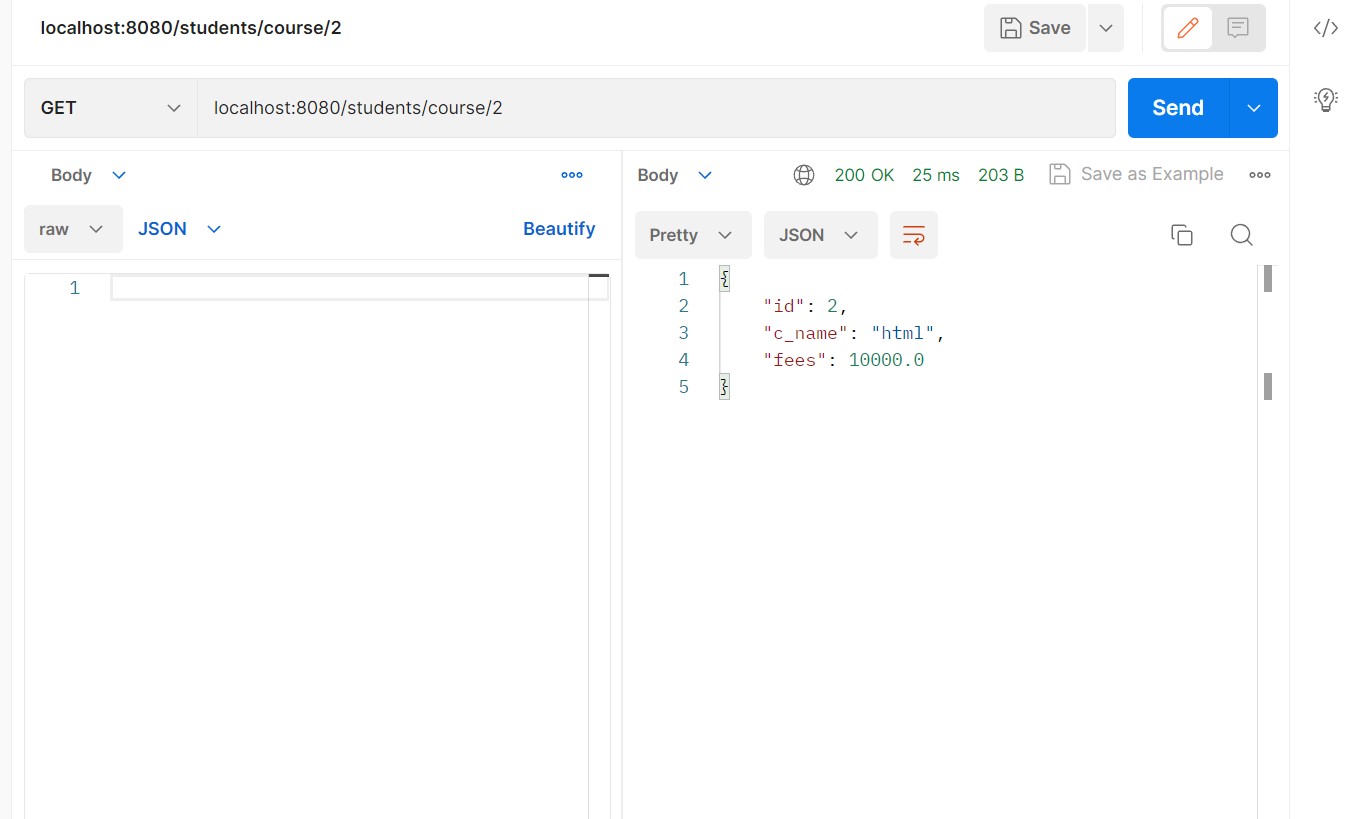 localhost:8080/students/course/2
Save
GET
localhost:8080/students/course/2
Send
Body
Body
200 OK 25 ms 203 B
Save as Example
raw
JSON
Beautify
Pretty
JSON
1
1 {
2 "id": 2,
3 "c_name": "html",
4 "fees": 10000.0
5 }